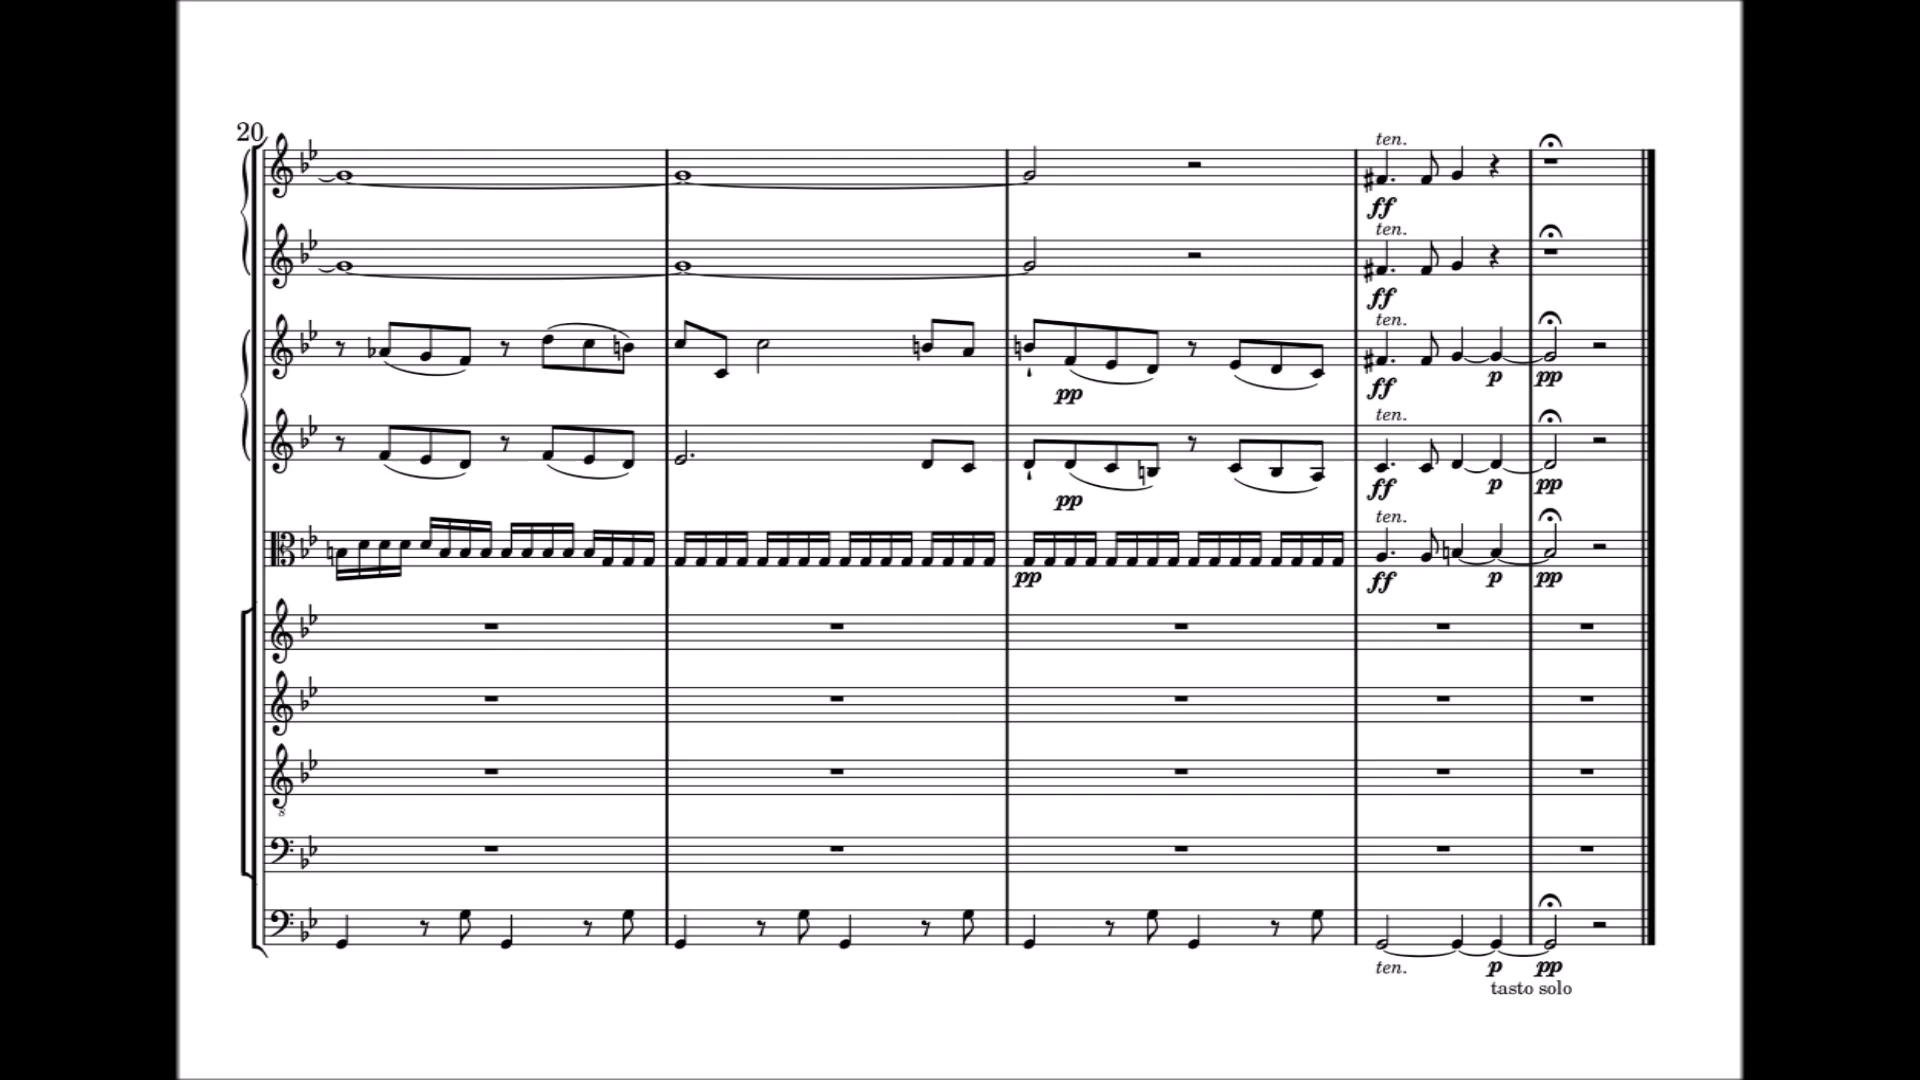 20
ten.
ff
ten.
ff
ten.
pp ff p pp
ten.
pp ff p pp
ten.
pp ff p pp
8
ten. p pp
tasto solo